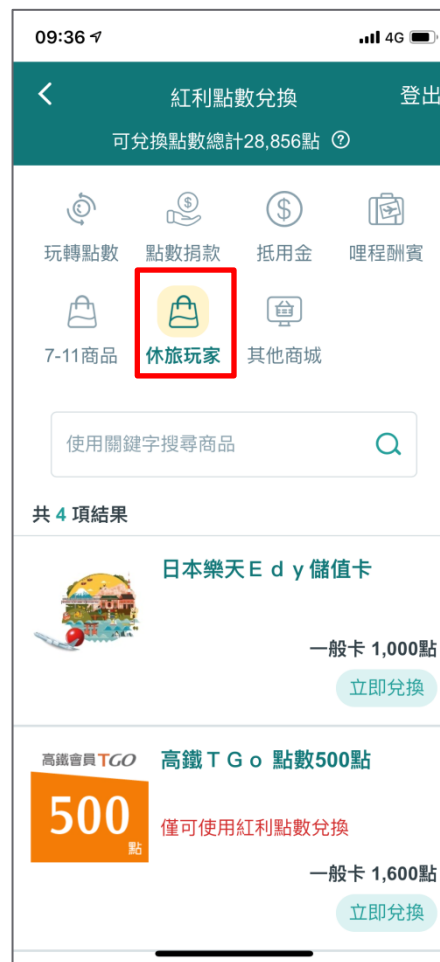 09:36 4G
紅利點數兌換 登出
可兌換點數總計28,856點
玩轉點數 點數捐款 抵用金 哩程酬賓
7-11商品 休旅玩家 其他商城
使用關鍵字搜尋商品
共 4 項結果
日本樂天Ｅｄｙ儲值卡
一般卡 1,000點
立即兌換
高鐵會員TGO
500
點
高鐵ＴＧｏ 點數500點
僅可使用紅利點數兌換
一般卡 1,600點
立即兌換